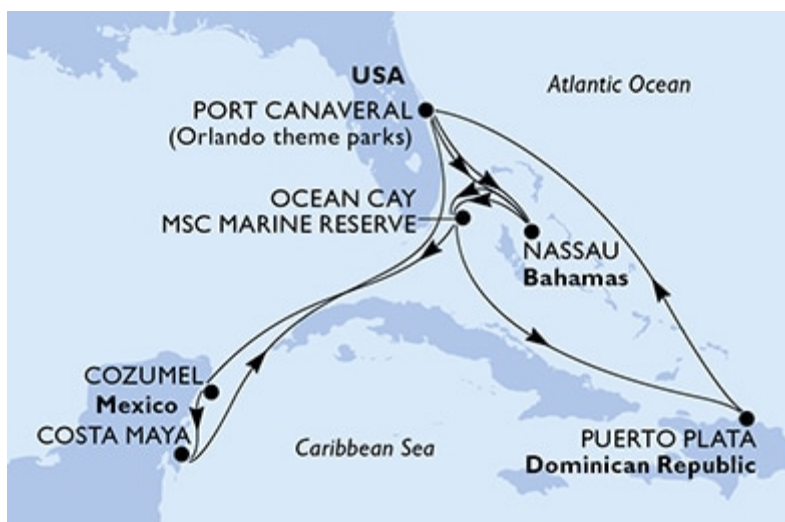 USA
Atlantic Ocean
PORT CANAVERAL
(Orlando theme parks)
OCEAN CAY
MSC MARINE RESERVE
NASSAU
Bahamas
COZUMEL
Mexico
COSTA MAYA
Caribbean Sea
PUERTO PLATA
Dominican Republic